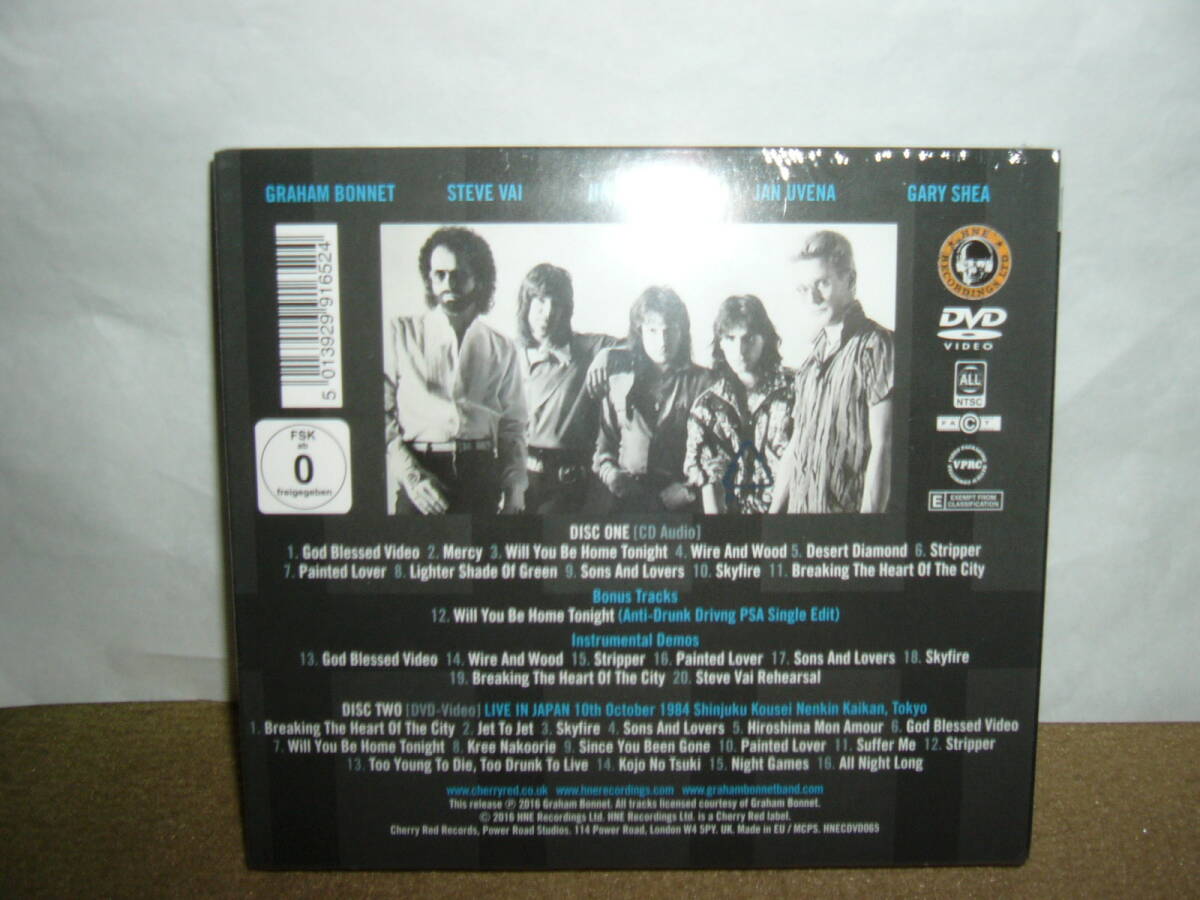 GRAHAM BONNET STEVE VAI JAN UVENA GARY SHEA
5 013929 916524
HNE RECORDINGS LTD
DVD
VIDEO
ALL
NTSC
FACT
VPRC
E EXEMPT FROM CLASSIFICATION
FSK
ab
0
freigegeben
DISC ONE [CD Audio]
1. God Blessed Video 2. Mercy 3. Will You Be Home Tonight 4. Wire And Wood 5. Desert Diamond 6. Stripper
7. Painted Lover 8. Lighter Shade Of Green 9. Sons And Lovers 10. Skyfire 11. Breaking The Heart Of The City
Bonus Tracks
12. Will You Be Home Tonight (Anti-Drunk Drivng PSA Single Edit)
Instrumental Demos
13. God Blessed Video 14. Wire And Wood 15. Stripper 16. Painted Lover 17. Sons And Lovers 18. Skyfire
19. Breaking The Heart Of The City 20. Steve Vai Rehearsal
DISC TWO [DVD-Video] LIVE IN JAPAN 10th October 1984 Shinjuku Kousei Nenkin Kaikan, Tokyo
1. Breaking The Heart Of The City 2. Jet To Jet 3. Skyfire 4. Sons And Lovers 5. Hiroshima Mon Amour 6. God Blessed Video
7. Will You Be Home Tonight 8. Kree Nakoorie 9. Since You Been Gone 10. Painted Lover 11. Suffer Me 12. Stripper
13. Too Young To Die, Too Drunk To Live 14. Kojo No Tsuki 15. Night Games 16. All Night Long
www.cherryred.co.uk www.hnerecordings.com www.grahambonnetband.com
This release ℗ 2016 Graham Bonnet. All tracks licensed courtesy of Graham Bonnet.
© 2016 HNE Recordings Ltd. HNE Recordings Ltd. is a Cherry Red label.
Cherry Red Records, Power Road Studios. 114 Power Road, London W4 5PY. UK. Made in EU / MCPS. HNECDVD065